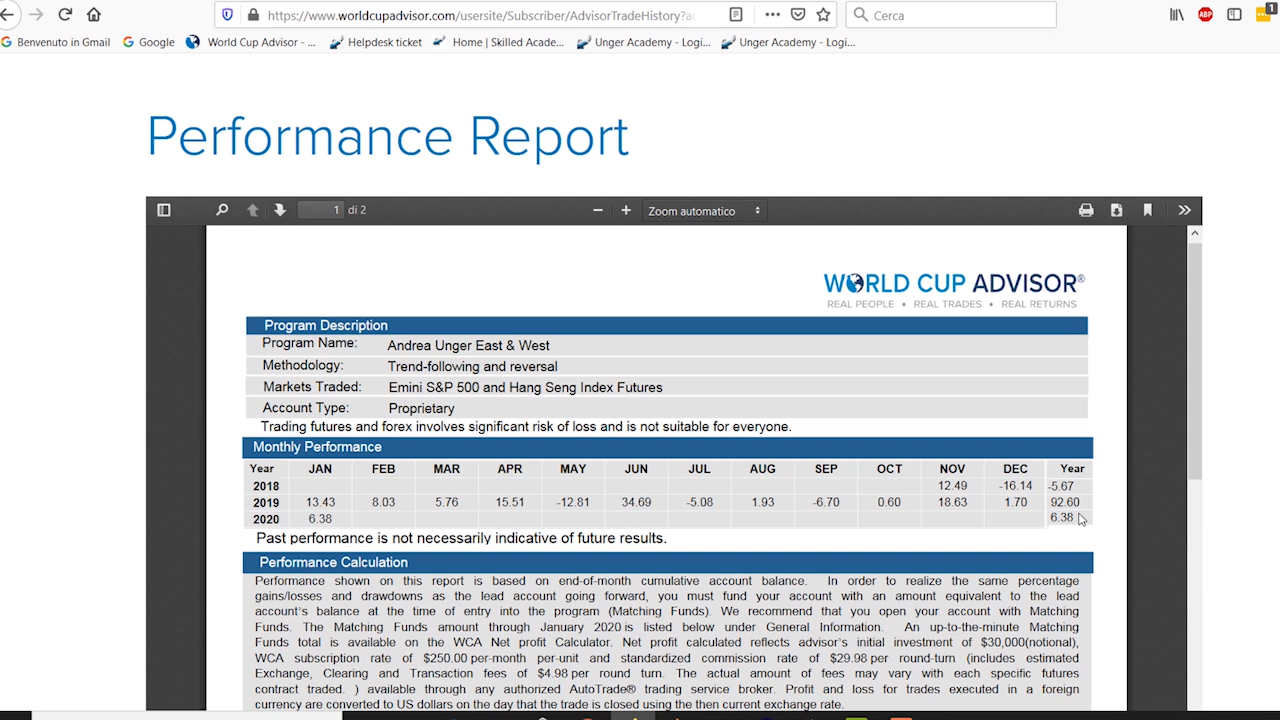 https://www.worldcupadvisor.com/usersite/Subscriber/AdvisorTradeHistory?ac
Cerca
ABP
1
Benvenuto in Gmail
Google
World Cup Advisor - ...
Helpdesk ticket
Home | Skilled Acade...
Unger Academy - Logi...
Unger Academy - Logi...
Performance Report
1 di 2
Zoom automatico
WORLD CUP ADVISOR®
REAL PEOPLE • REAL TRADES • REAL RETURNS
Program Description
Program Name: Andrea Unger East & West
Methodology: Trend-following and reversal
Markets Traded: Emini S&P 500 and Hang Seng Index Futures
Account Type: Proprietary
Trading futures and forex involves significant risk of loss and is not suitable for everyone.
Monthly Performance
Year JAN FEB MAR APR MAY JUN JUL AUG SEP OCT NOV DEC Year
2018 12.49 -16.14 -5.67
2019 13.43 8.03 5.76 15.51 -12.81 34.69 -5.08 1.93 -6.70 0.60 18.63 1.70 92.60
2020 6.38 6.38
Past performance is not necessarily indicative of future results.
Performance Calculation
Performance shown on this report is based on end-of-month cumulative account balance. In order to realize the same percentage
gains/losses and drawdowns as the lead account going forward, you must fund your account with an amount equivalent to the lead
account's balance at the time of entry into the program (Matching Funds). We recommend that you open your account with Matching
Funds. The Matching Funds amount through January 2020 is listed below under General Information. An up-to-the-minute Matching
Funds total is available on the WCA Net profit Calculator. Net profit calculated reflects advisor's initial investment of $30,000(notional),
WCA subscription rate of $250.00 per-month per-unit and standardized commission rate of $29.98 per round-turn (includes estimated
Exchange, Clearing and Transaction fees of $4.98 per round turn. The actual amount of fees may vary with each specific futures
contract traded. ) available through any authorized AutoTrade® trading service broker. Profit and loss for trades executed in a foreign
currency are converted to US dollars on the day that the trade is closed using the then current exchange rate.